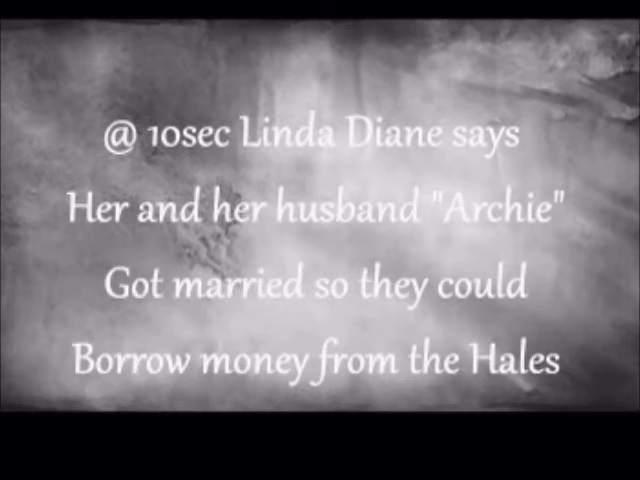 @ 10sec Linda Diane says
Her and her husband "Archie"
Got married so they could
Borrow money from the Hales